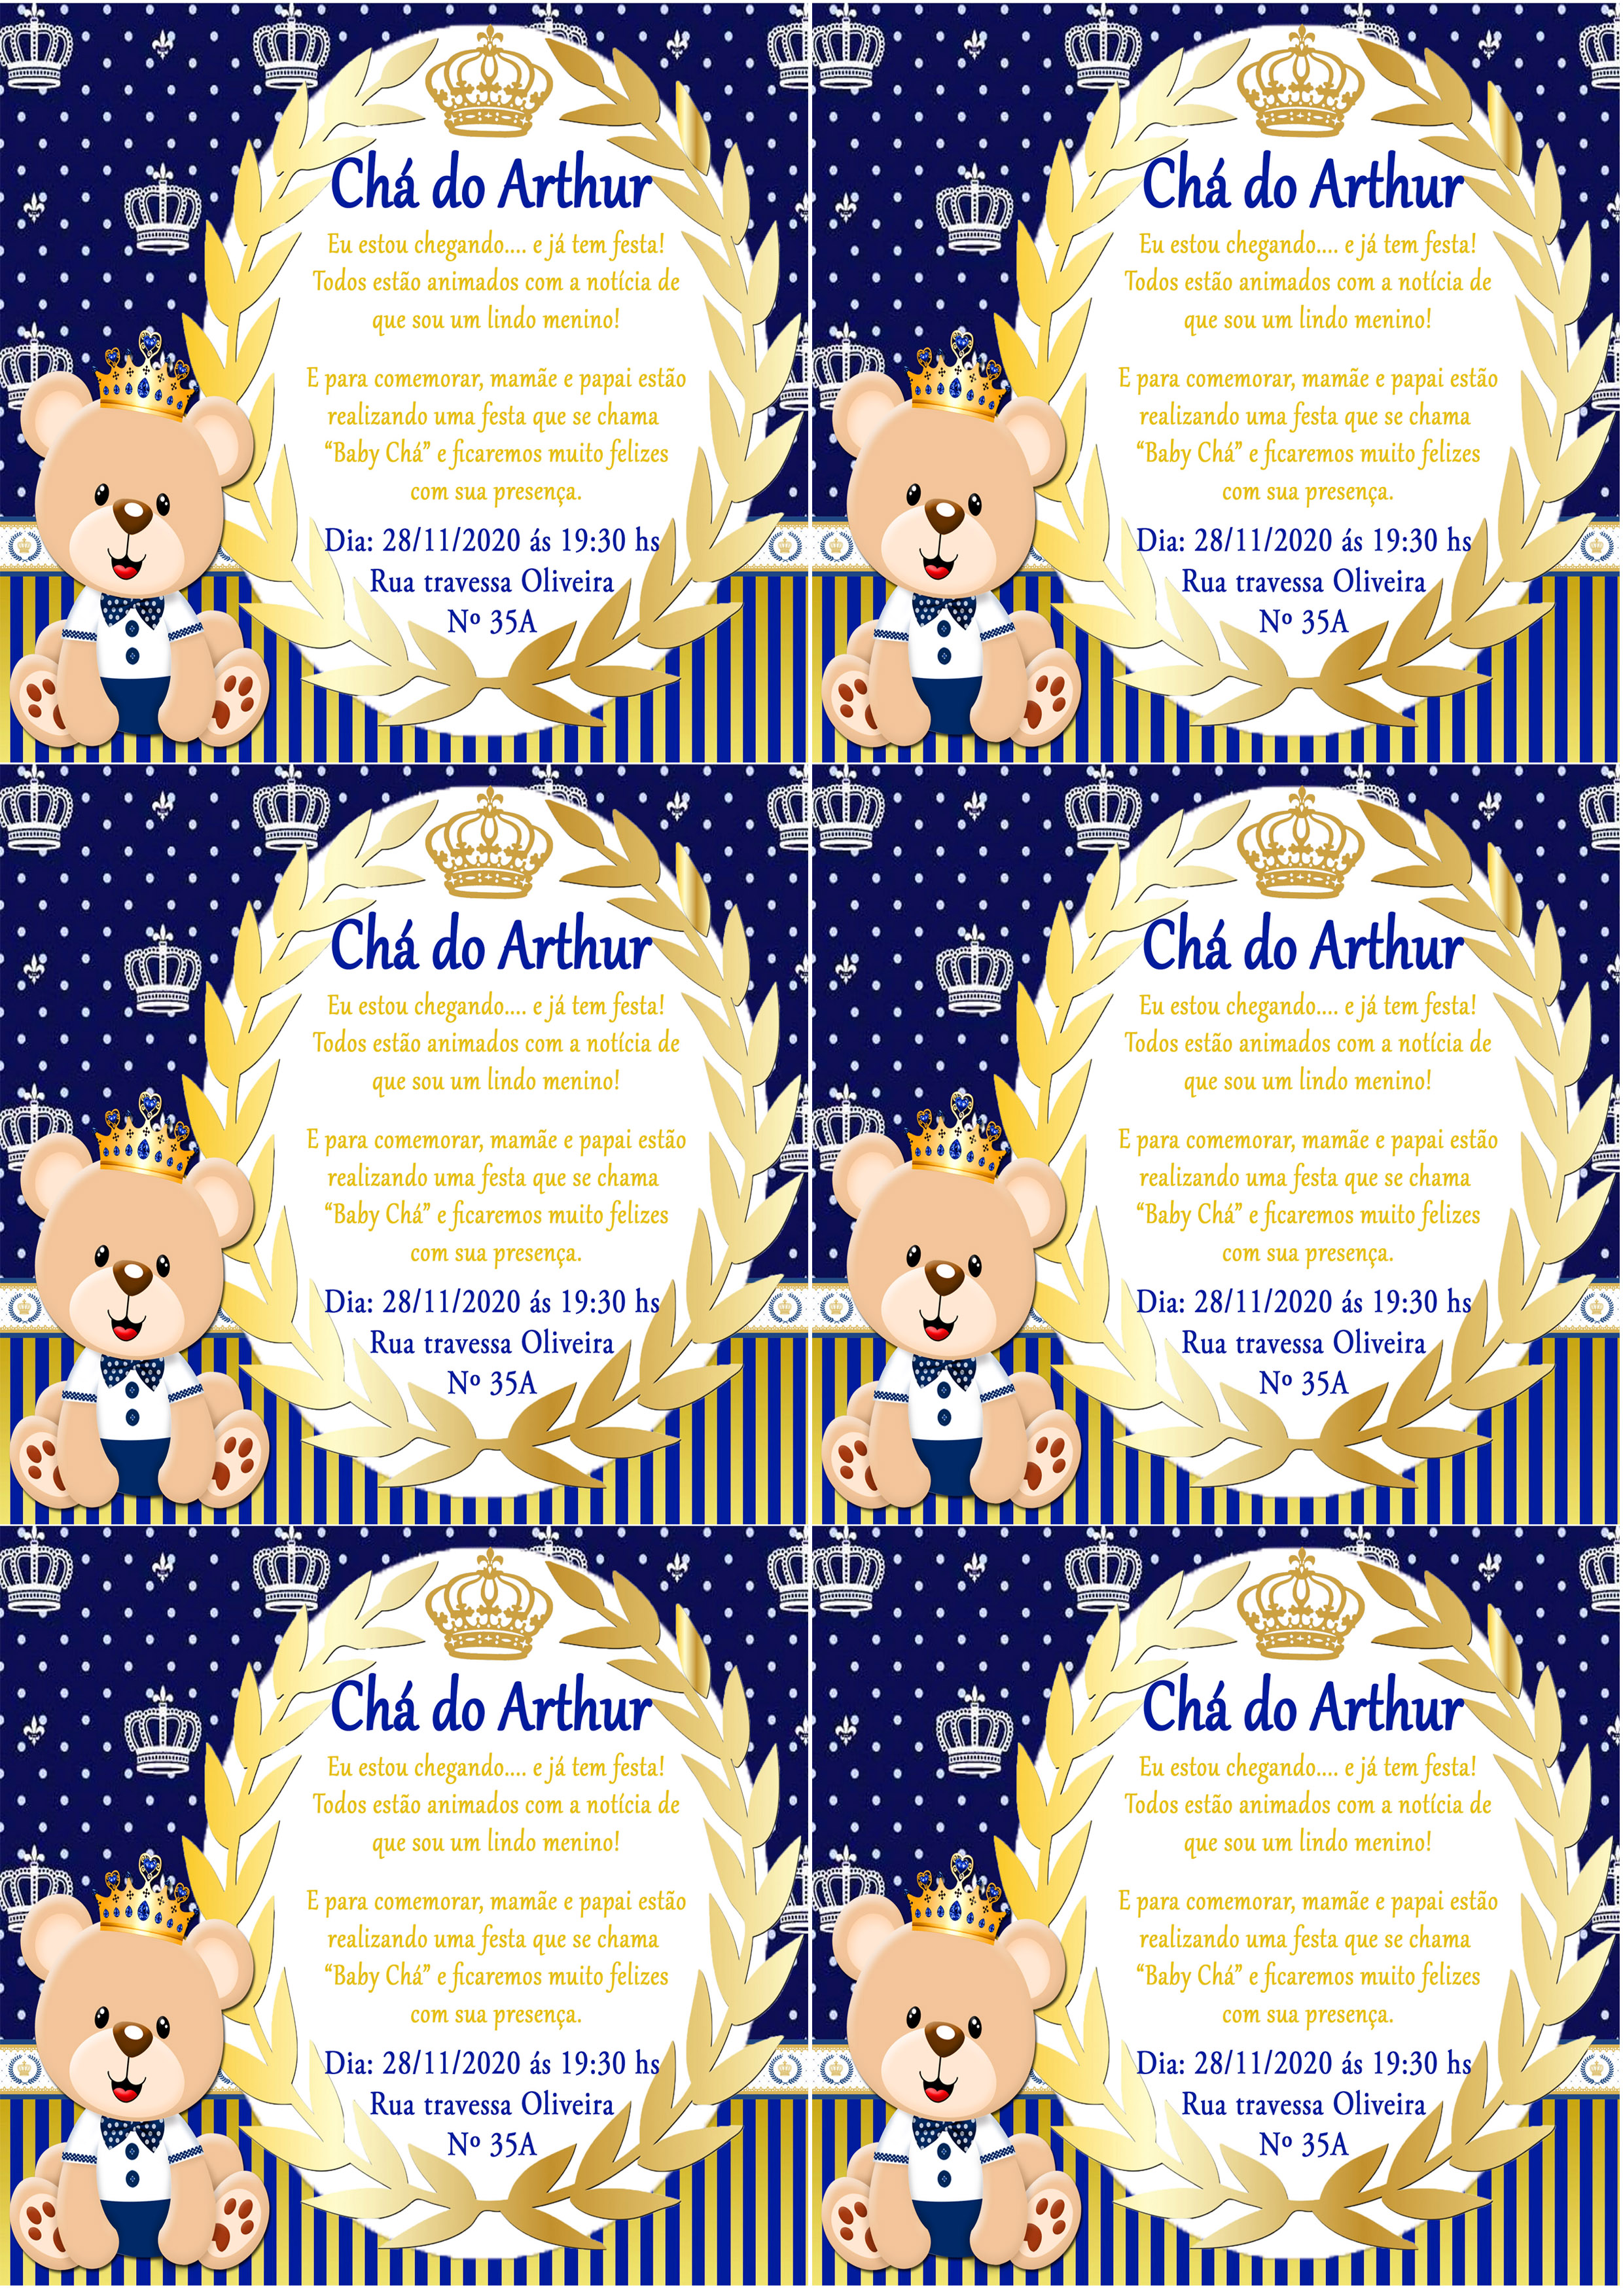 Chá do Arthur
Eu estou chegando.... e já tem festa!
Todos estão animados com a notícia de
que sou um lindo menino!
E para comemorar, mamãe e papai estão
realizando uma festa que se chama
“Baby Chá” e ficaremos muito felizes
com sua presença.
Dia: 28/11/2020 ás 19:30 hs
Rua travessa Oliveira
Nº 35A
Chá do Arthur
Eu estou chegando.... e já tem festa!
Todos estão animados com a notícia de
que sou um lindo menino!
E para comemorar, mamãe e papai estão
realizando uma festa que se chama
“Baby Chá” e ficaremos muito felizes
com sua presença.
Dia: 28/11/2020 ás 19:30 hs
Rua travessa Oliveira
Nº 35A
Chá do Arthur
Eu estou chegando.... e já tem festa!
Todos estão animados com a notícia de
que sou um lindo menino!
E para comemorar, mamãe e papai estão
realizando uma festa que se chama
“Baby Chá” e ficaremos muito felizes
com sua presença.
Dia: 28/11/2020 ás 19:30 hs
Rua travessa Oliveira
Nº 35A
Chá do Arthur
Eu estou chegando.... e já tem festa!
Todos estão animados com a notícia de
que sou um lindo menino!
E para comemorar, mamãe e papai estão
realizando uma festa que se chama
“Baby Chá” e ficaremos muito felizes
com sua presença.
Dia: 28/11/2020 ás 19:30 hs
Rua travessa Oliveira
Nº 35A
Chá do Arthur
Eu estou chegando.... e já tem festa!
Todos estão animados com a notícia de
que sou um lindo menino!
E para comemorar, mamãe e papai estão
realizando uma festa que se chama
“Baby Chá” e ficaremos muito felizes
com sua presença.
Dia: 28/11/2020 ás 19:30 hs
Rua travessa Oliveira
Nº 35A
Chá do Arthur
Eu estou chegando.... e já tem festa!
Todos estão animados com a notícia de
que sou um lindo menino!
E para comemorar, mamãe e papai estão
realizando uma festa que se chama
“Baby Chá” e ficaremos muito felizes
com sua presença.
Dia: 28/11/2020 ás 19:30 hs
Rua travessa Oliveira
Nº 35A